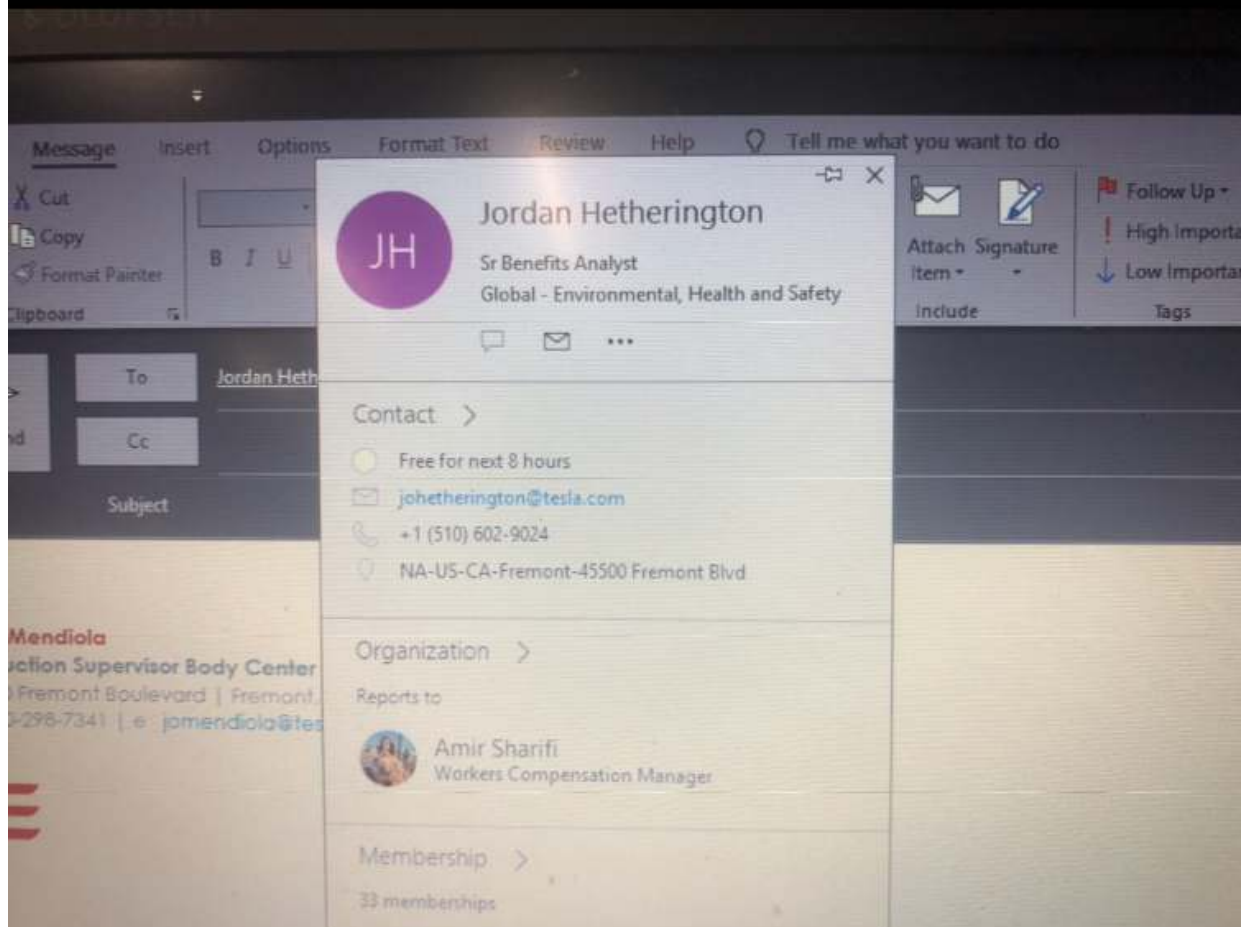 Message Insert Options Format Text Review Help Tell me what you want to do
Cut
Copy
Format Painter
Clipboard
B I U
Attach Item
Signature
Include
Follow Up
High Importa
Low Importan
Tags
To
Jordan Heth
Cc
Subject
JH
Jordan Hetherington
Sr Benefits Analyst
Global - Environmental, Health and Safety
Contact >
Free for next 8 hours
johetherington@tesla.com
+1 (510) 602-9024
NA-US-CA-Fremont-45500 Fremont Blvd
Organization >
Reports to
Amir Sharifi
Workers Compensation Manager
Membership >
33 memberships
Mendiola
uction Supervisor Body Center
Fremont Boulevard | Fremont,
-298-7341 | e jomendiola@tes